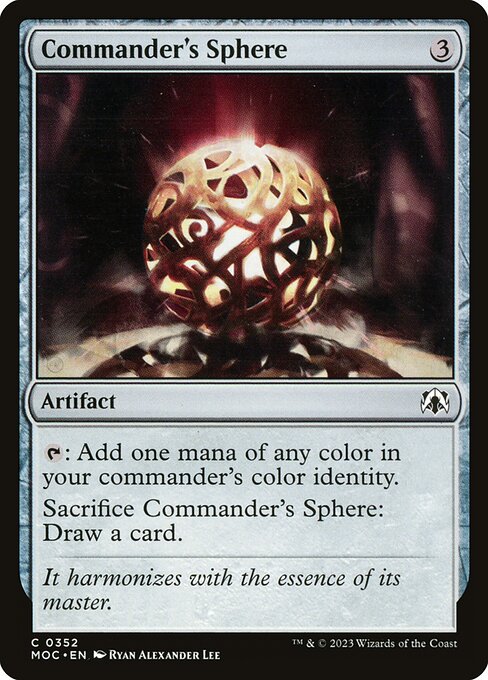 Commander's Sphere 3
Artifact
: Add one mana of any color in
your commander's color identity.
Sacrifice Commander's Sphere:
Draw a card.
It harmonizes with the essence of its
master.
C 0352
MOC • EN Ryan Alexander Lee
™ & © 2023 Wizards of the Coast